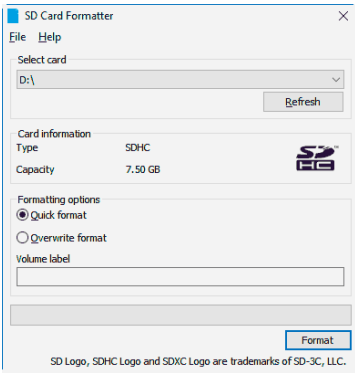 SD Card Formatter
File Help
Select card
D:\
Refresh
Card information
Type SDHC
SD
HC
Capacity 7.50 GB
Formatting options
Quick format
Overwrite format
Volume label
Format
SD Logo, SDHC Logo and SDXC Logo are trademarks of SD-3C, LLC.